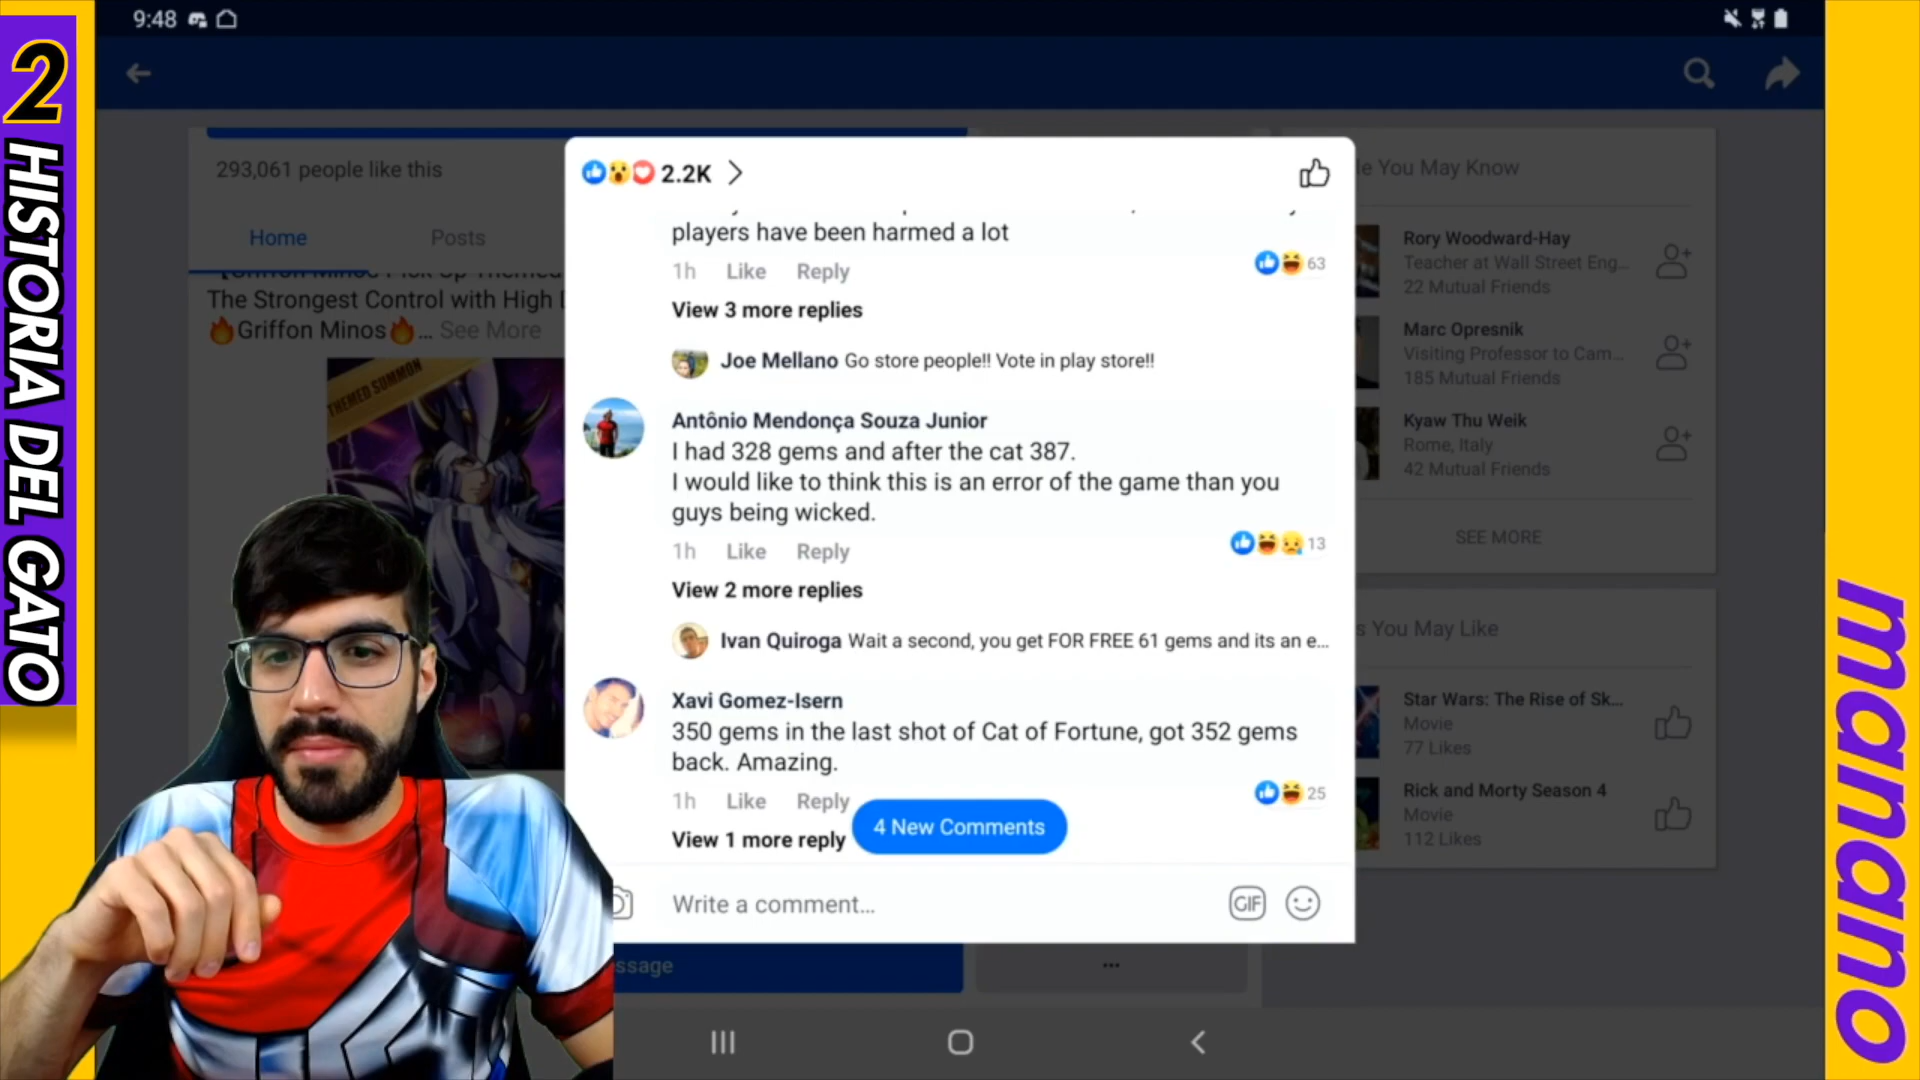 2 HISTORIA DEL GATO
9:48
293,061 people like this
Home
Posts
The Strongest Control with High
🔥Griffon Minos🔥... See More
THEMED SUMMON
2.2K
players have been harmed a lot
1h Like Reply
63
View 3 more replies
Joe Mellano Go store people!! Vote in play store!!
Antônio Mendonça Souza Junior
I had 328 gems and after the cat 387.
I would like to think this is an error of the game than you
guys being wicked.
1h Like Reply
13
View 2 more replies
Ivan Quiroga Wait a second, you get FOR FREE 61 gems and its an e...
Xavi Gomez-Isern
350 gems in the last shot of Cat of Fortune, got 352 gems
back. Amazing.
1h Like Reply
25
View 1 more reply
4 New Comments
Write a comment...
GIF
ssage
...
le You May Know
Rory Woodward-Hay
Teacher at Wall Street Eng...
22 Mutual Friends
Marc Opresnik
Visiting Professor to Cam...
185 Mutual Friends
Kyaw Thu Weik
Rome, Italy
42 Mutual Friends
SEE MORE
s You May Like
Star Wars: The Rise of Sk...
Movie
77 Likes
Rick and Morty Season 4
Movie
112 Likes
manano